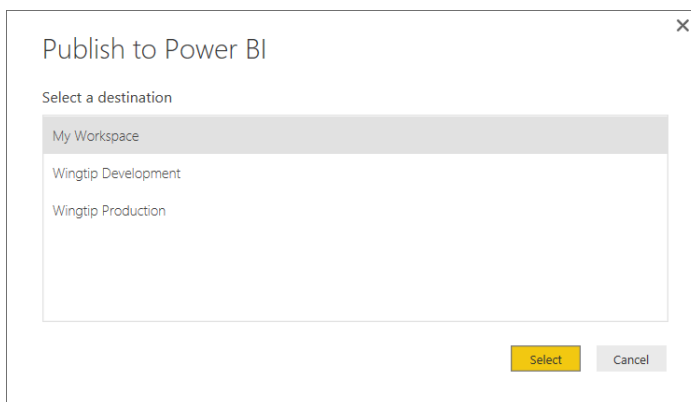 Publish to Power BI
Select a destination
My Workspace
Wingtip Development
Wingtip Production
Select
Cancel